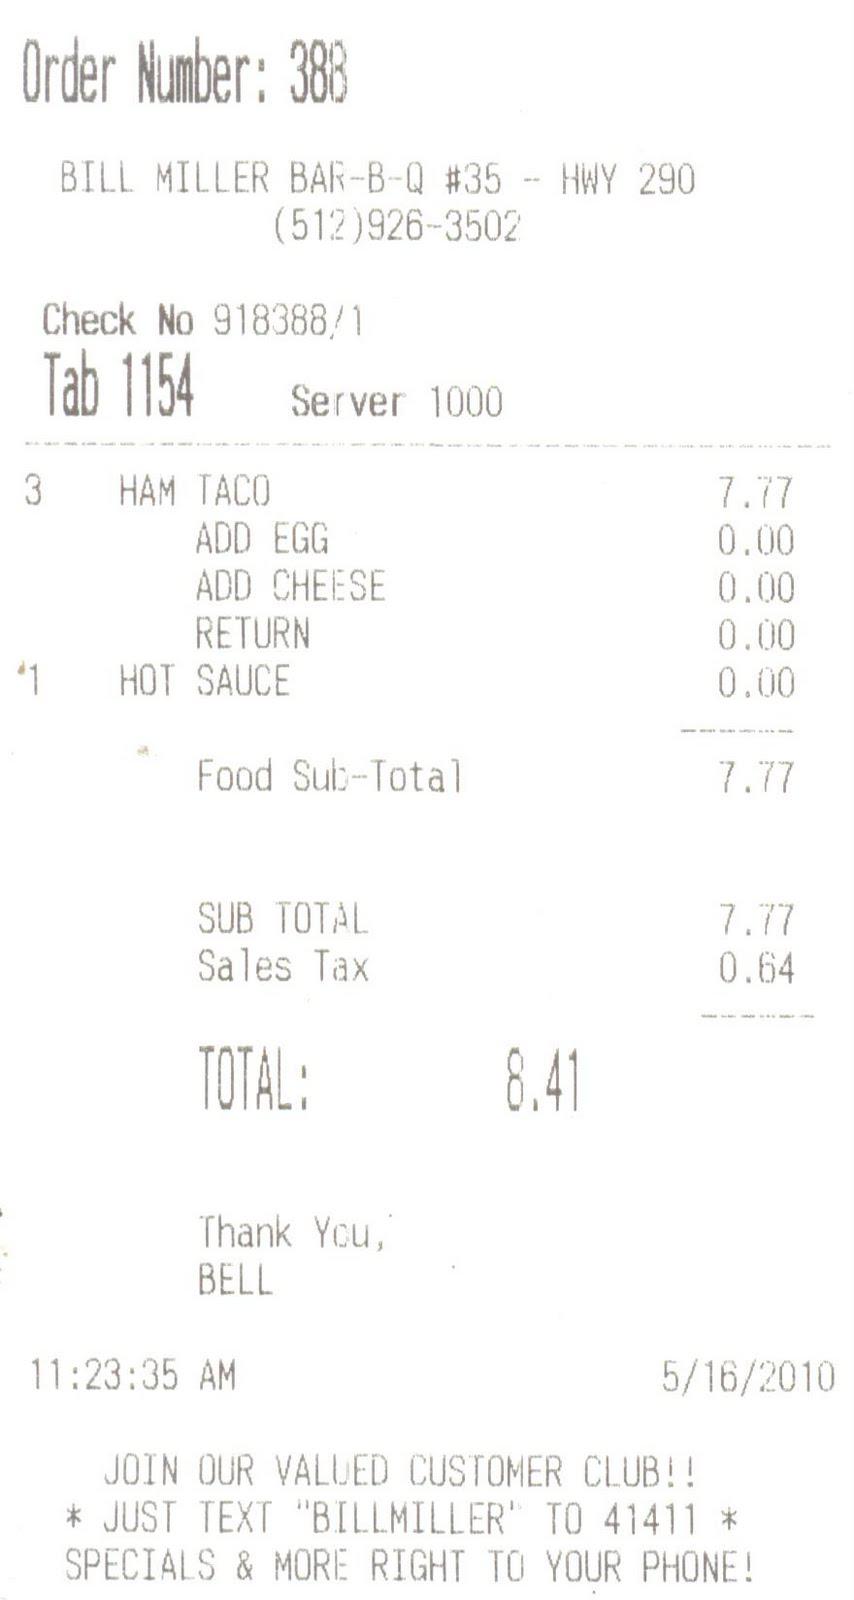 Order Number: 388
BILL MILLER BAR-B-Q #35 - HWY 290
(512)926-3502
Check No 918388/1
Tab 1154 Server 1000
3 HAM TACO 7.77
ADD EGG 0.00
ADD CHEESE 0.00
RETURN 0.00
1 HOT SAUCE 0.00
Food Sub-Total 7.77
SUB TOTAL 7.77
Sales Tax 0.64
TOTAL: 8.41
Thank You,
BELL
11:23:35 AM 5/16/2010
JOIN OUR VALUED CUSTOMER CLUB!!
* JUST TEXT "BILLMILLER" TO 41411 *
SPECIALS & MORE RIGHT TO YOUR PHONE!